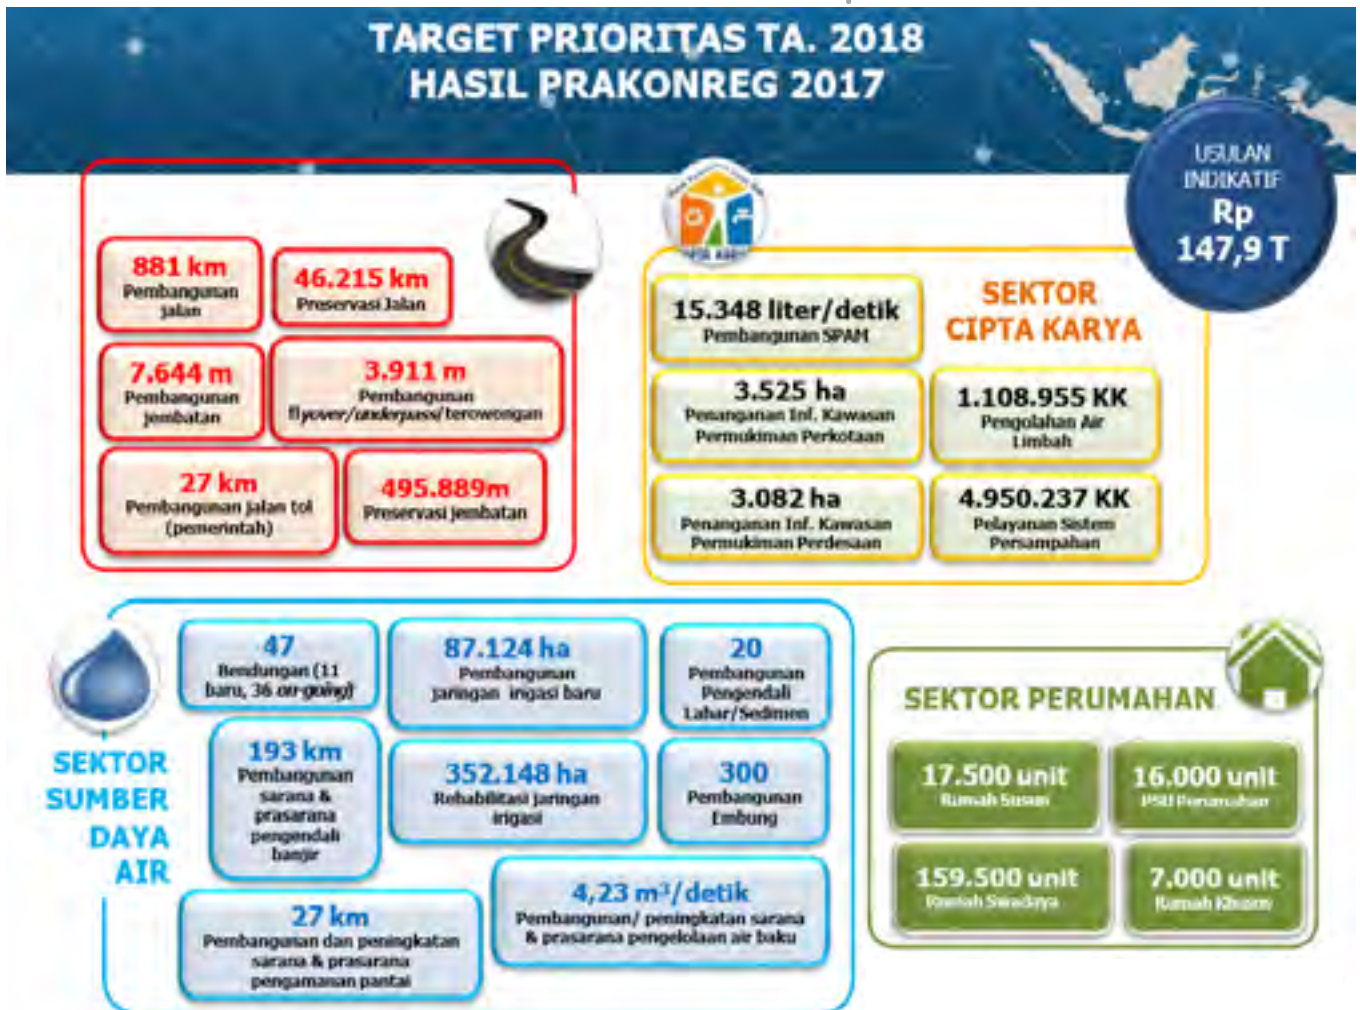 TARGET PRIORITAS TA. 2018
HASIL PRAKONREG 2017
USULAN
INDIKATIF
Rp
147,9 T
881 km
Pembangunan
jalan
46.215 km
Preservasi Jalan
7.644 m
Pembangunan
jembatan
3.911 m
Pembangunan
flyover/underpass/terowongan
27 km
Pembangunan jalan tol
(pemerintah)
495.889m
Preservasi jembatan
SEKTOR
CIPTA KARYA
15.348 liter/detik
Pembangunan SPAM
3.525 ha
Penanganan Inf. Kawasan
Permukiman Perkotaan
1.108.955 KK
Pengolahan Air
Limbah
3.082 ha
Penanganan Inf. Kawasan
Permukiman Perdesaan
4.950.237 KK
Pelayanan Sistem
Persampahan
SEKTOR
SUMBER
DAYA
AIR
47
Bendungan (11
baru, 36 on-going)
87.124 ha
Pembangunan
jaringan irigasi baru
20
Pembangunan
Pengendali
Lahar/Sedimen
193 km
Pembangunan
sarana &
prasarana
pengendali
banjir
352.148 ha
Rehabilitasi jaringan
irigasi
300
Pembangunan
Embung
27 km
Pembangunan dan peningkatan
sarana & prasarana
pengamanan pantai
4,23 m³/detik
Pembangunan/ peningkatan sarana
& prasarana pengelolaan air baku
SEKTOR PERUMAHAN
17.500 unit
Rumah Susun
16.000 unit
PSU Perumahan
159.500 unit
Rumah Swadaya
7.000 unit
Rumah Khusus